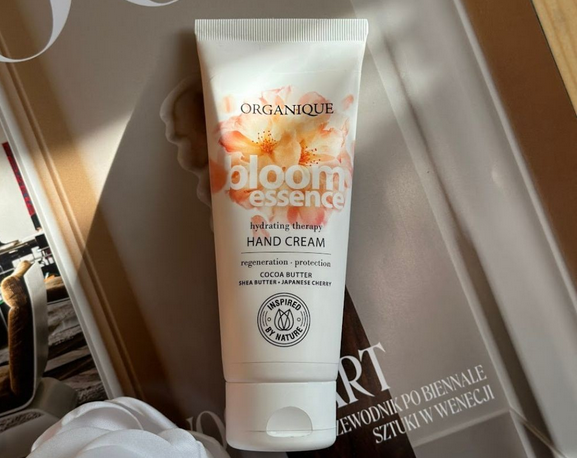 ORGANIQUE
bloom
essence
hydrating therapy
HAND CREAM
regeneration · protection
COCOA BUTTER
SHEA BUTTER • JAPANESE CHERRY
INSPIRED
BY NATURE
ART
ZEWODNIK PO BIENNALE
SZTUKI W WENECJI